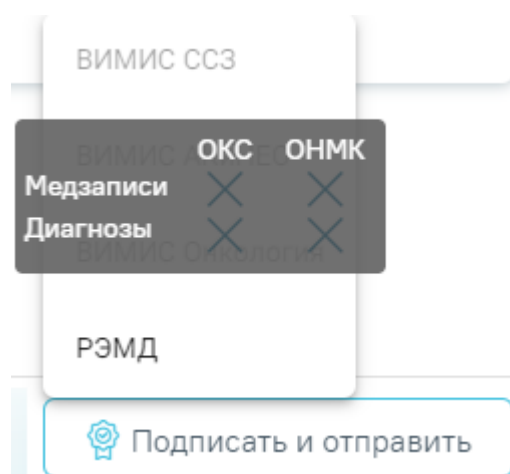 ВИМИС ССЗ
ОКС ОНМК
Медзаписи
Диагнозы
ВИМИС Онкология
РЭМД
Подписать и отправить